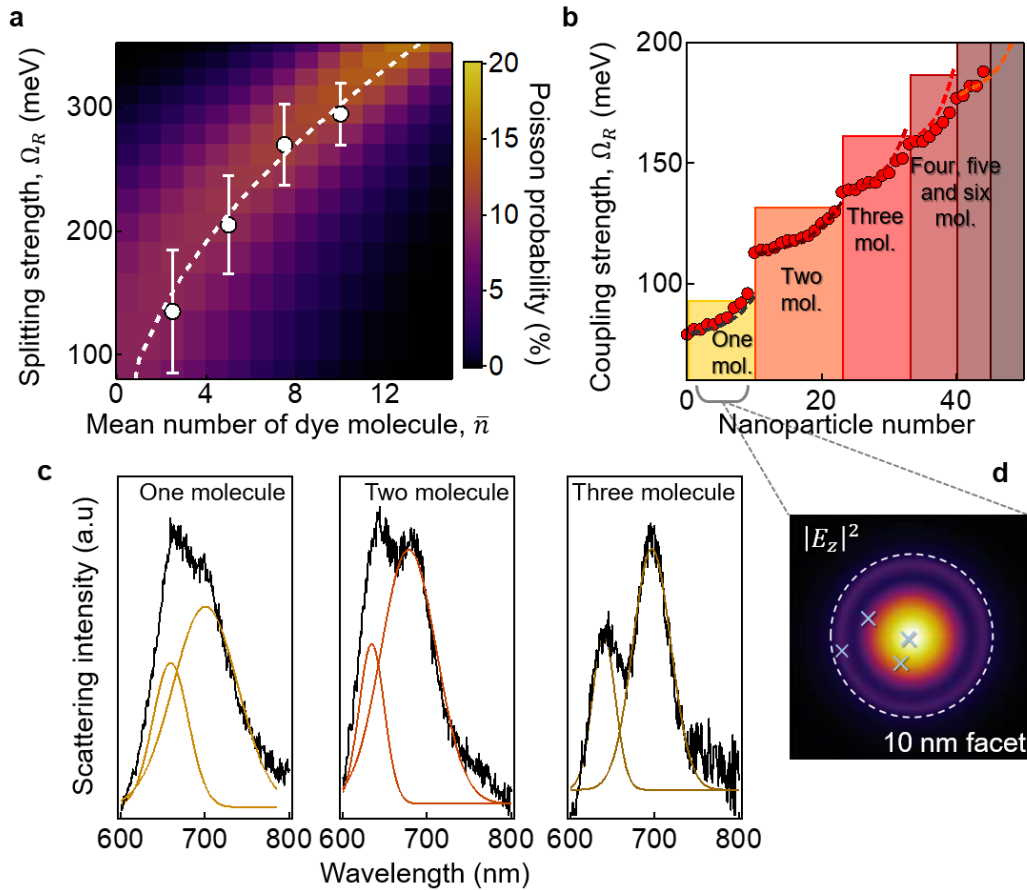 a
Splitting strength, Ω_R (meV)
300
200
100
0 4 8 12
Mean number of dye molecule, n̄
20
15
10
5
0
Poisson probability (%)
b
Coupling strength, Ω_R (meV)
200
150
100
One
mol.
Two
mol.
Three
mol.
Four, five
and six
mol.
0 20 40
Nanoparticle number
c
Scattering intensity (a.u)
One molecule
Two molecule
Three molecule
600 700 800
600 700 800
600 700 800
Wavelength (nm)
d
|E_z|²
10 nm facet